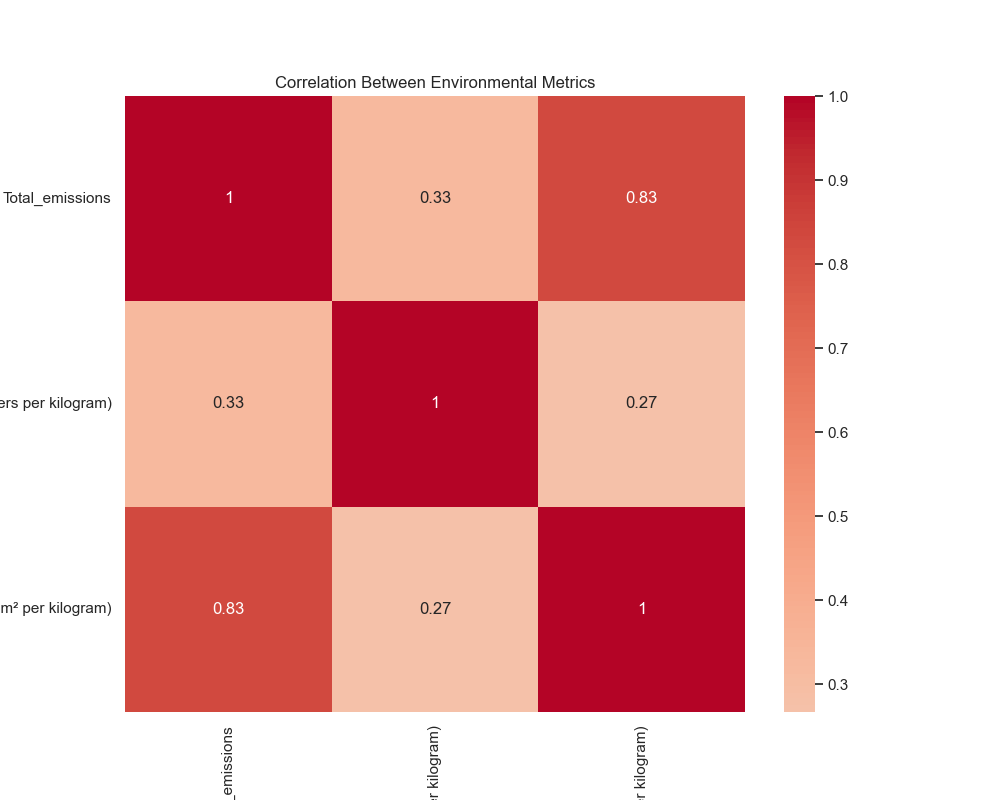 Correlation Between Environmental Metrics
Total_emissions
1
0.33
0.83
ers per kilogram)
0.33
1
0.27
m² per kilogram)
0.83
0.27
1
_emissions
er kilogram)
er kilogram)
1.0
0.9
0.8
0.7
0.6
0.5
0.4
0.3